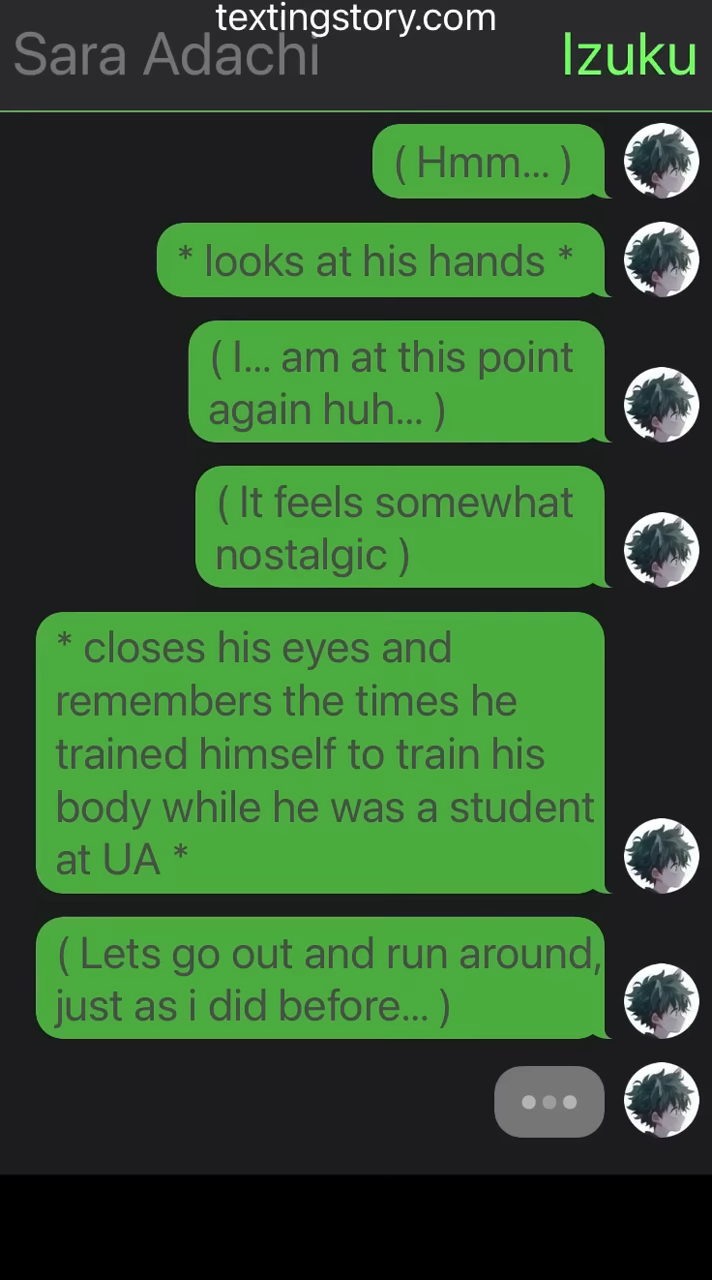 textingstory.com
Sara Adachi
Izuku
( Hmm... )
* looks at his hands *
( I... am at this point
again huh... )
( It feels somewhat
nostalgic )
* closes his eyes and
remembers the times he
trained himself to train his
body while he was a student
at UA *
( Lets go out and run around,
just as i did before... )